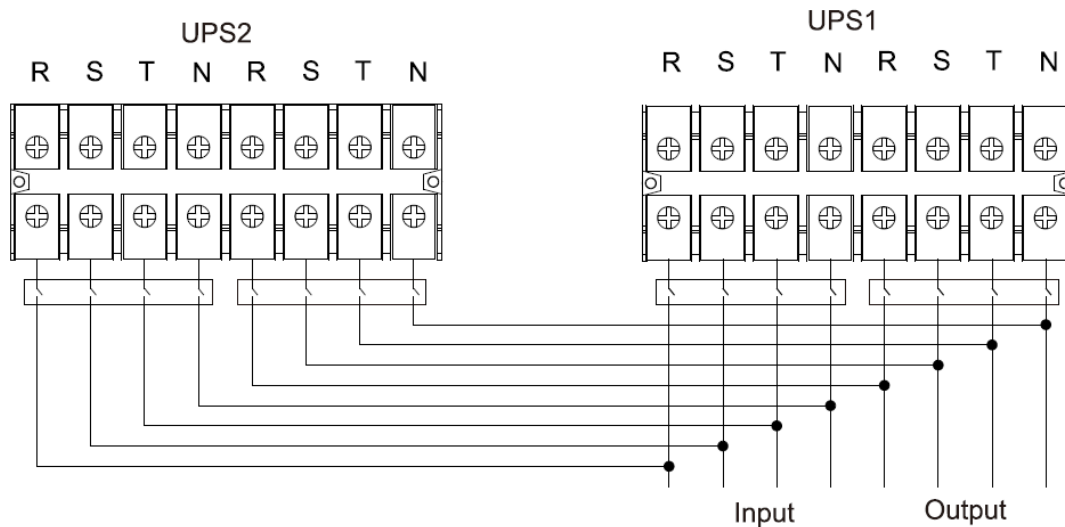 UPS2
UPS1
R S T N R S T N
R S T N R S T N
Input
Output